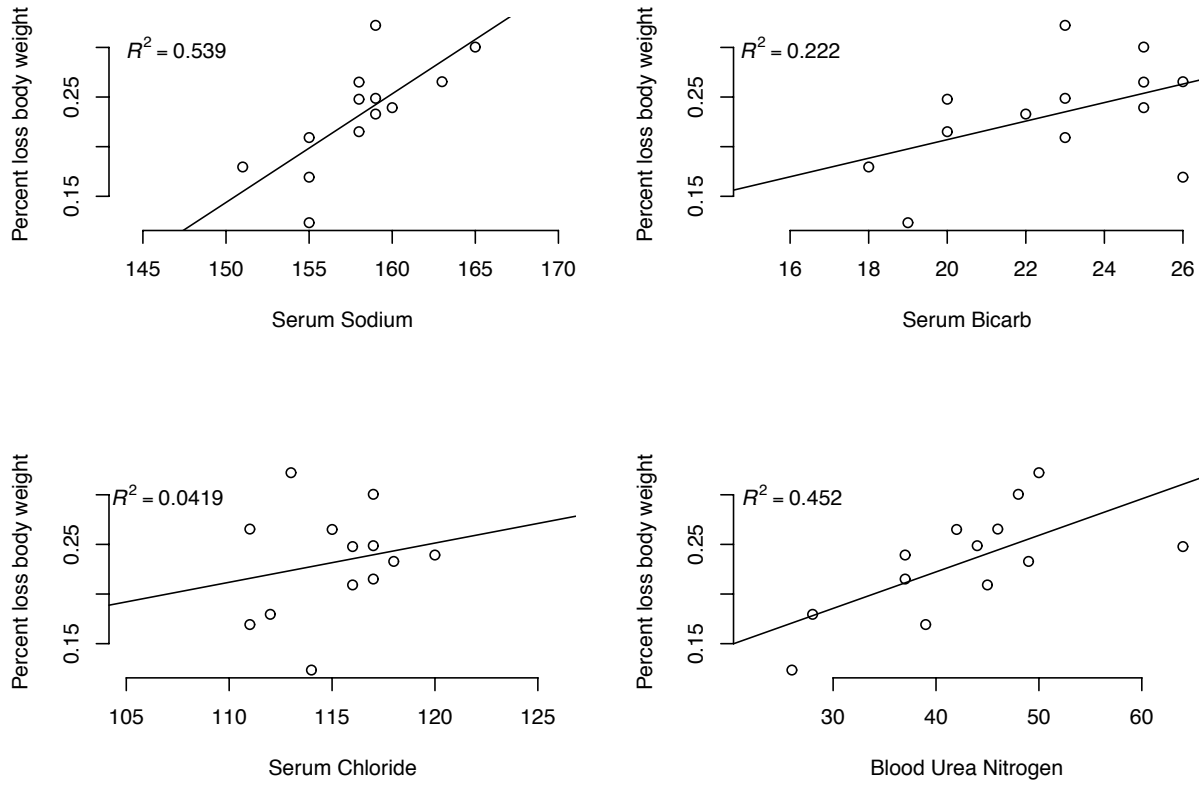 Percent loss body weight
0.15 0.25
R² = 0.539
145 150 155 160 165 170
Serum Sodium
Percent loss body weight
0.15 0.25
R² = 0.222
16 18 20 22 24 26
Serum Bicarb
Percent loss body weight
0.15 0.25
R² = 0.0419
105 110 115 120 125
Serum Chloride
Percent loss body weight
0.15 0.25
R² = 0.452
30 40 50 60
Blood Urea Nitrogen